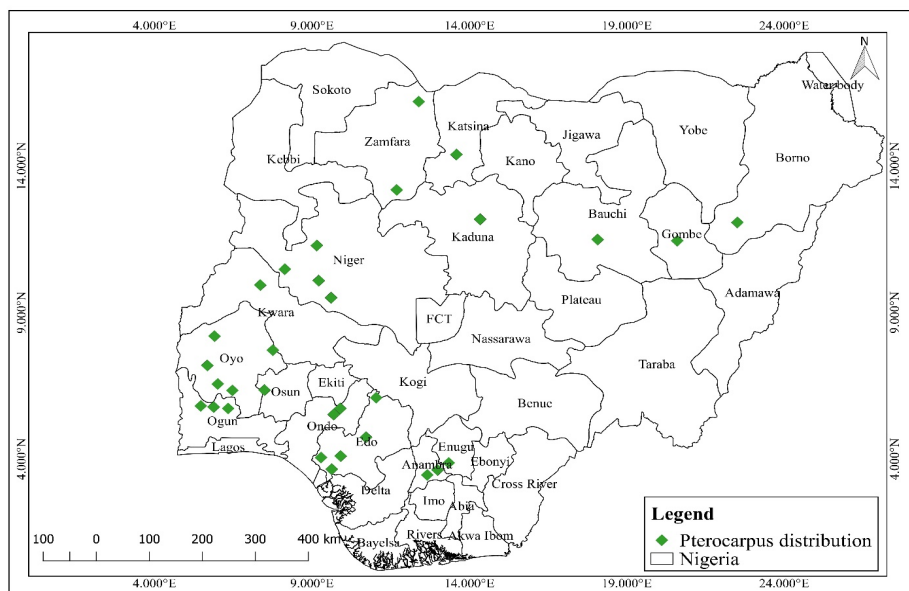 4.000°E 9.000°E 14.000°E 19.000°E 24.000°E
N
Waterbody
Sokoto
Katsina
Yobe
Zamfara
Jigawa
Kebbi
Kano
Borno
14.000°N
14.000°N
Bauchi
Kaduna
Gombe
Niger
Adamawa
Plateau
9.000°N
9.000°N
Kwara
FCT
Nassarawa
Oyo
Taraba
Ekiti
Kogi
Osun
Benue
Ogun
Ondo
Edo
Lagos
Enugu
4.000°N
4.000°N
Anambra
Ebonyi
Delta
Cross River
Imo
Abia
Legend
Rivers
Akwa Ibom
Bayelsa
Pterocarpus distribution
Nigeria
100 0 100 200 300 400 km
4.000°E 9.000°E 14.000°E 19.000°E 24.000°E